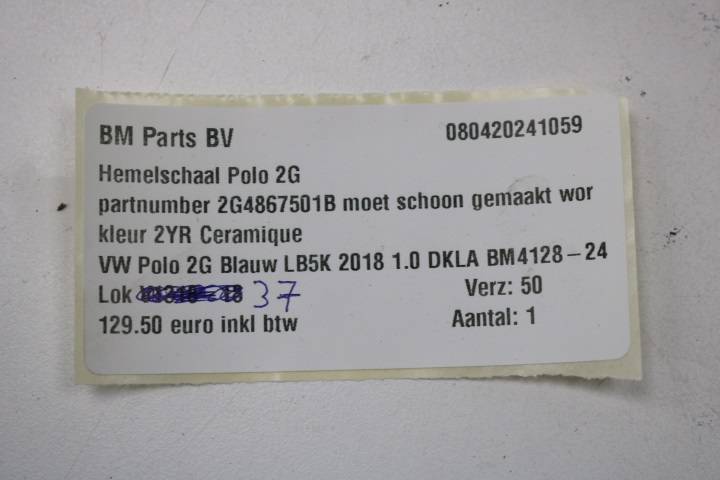 BM Parts BV 080420241059
Hemelschaal Polo 2G
partnumber 2G4867501B moet schoon gemaakt wor
kleur 2YR Ceramique
VW Polo 2G Blauw LB5K 2018 1.0 DKLA BM4128-24
Lok 37 Verz: 50
129.50 euro inkl btw Aantal: 1